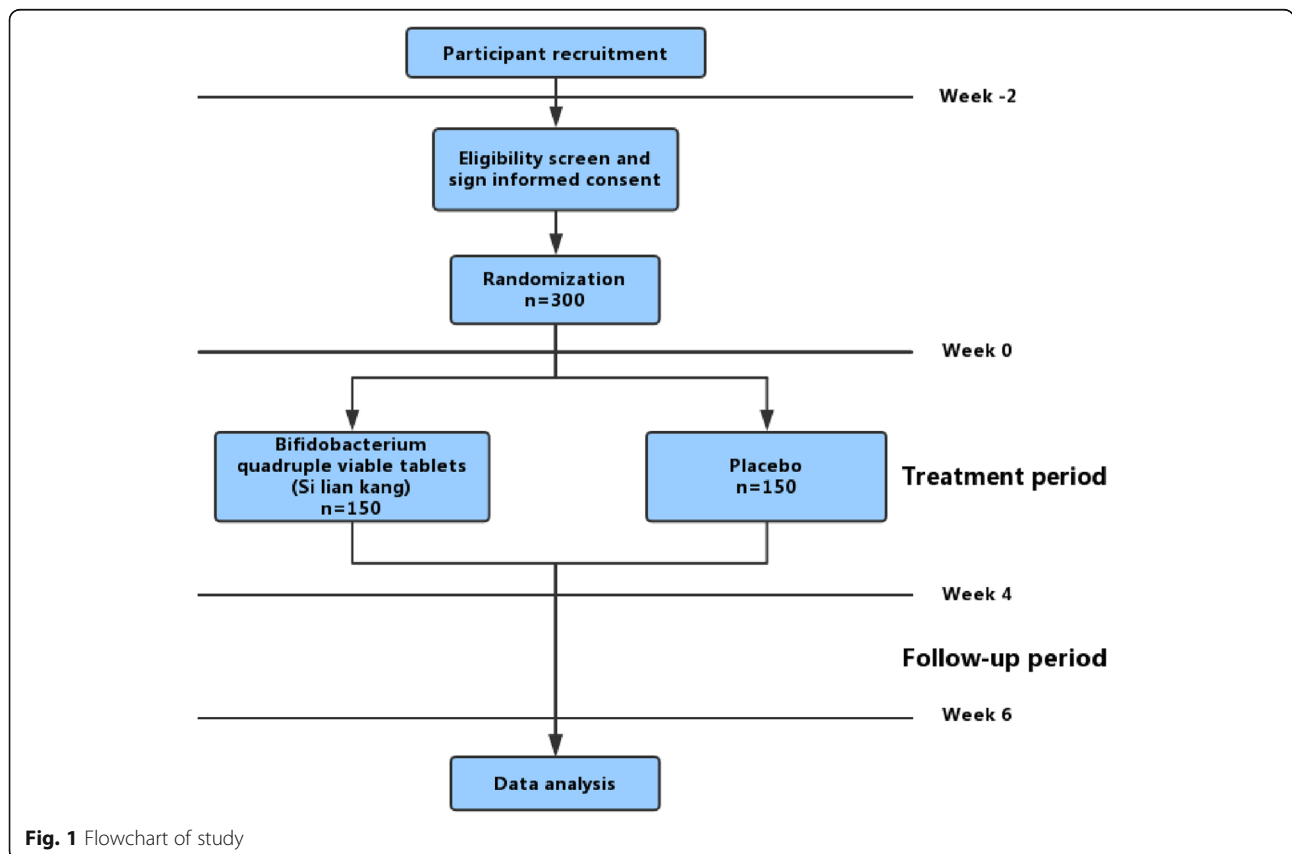 Participant recruitment
Week -2
Eligibility screen and
sign informed consent
Randomization
n=300
Week 0
Bifidobacterium
quadruple viable tablets
(Si lian kang)
n=150
Placebo
n=150
Treatment period
Week 4
Follow-up period
Week 6
Data analysis
Fig. 1 Flowchart of study